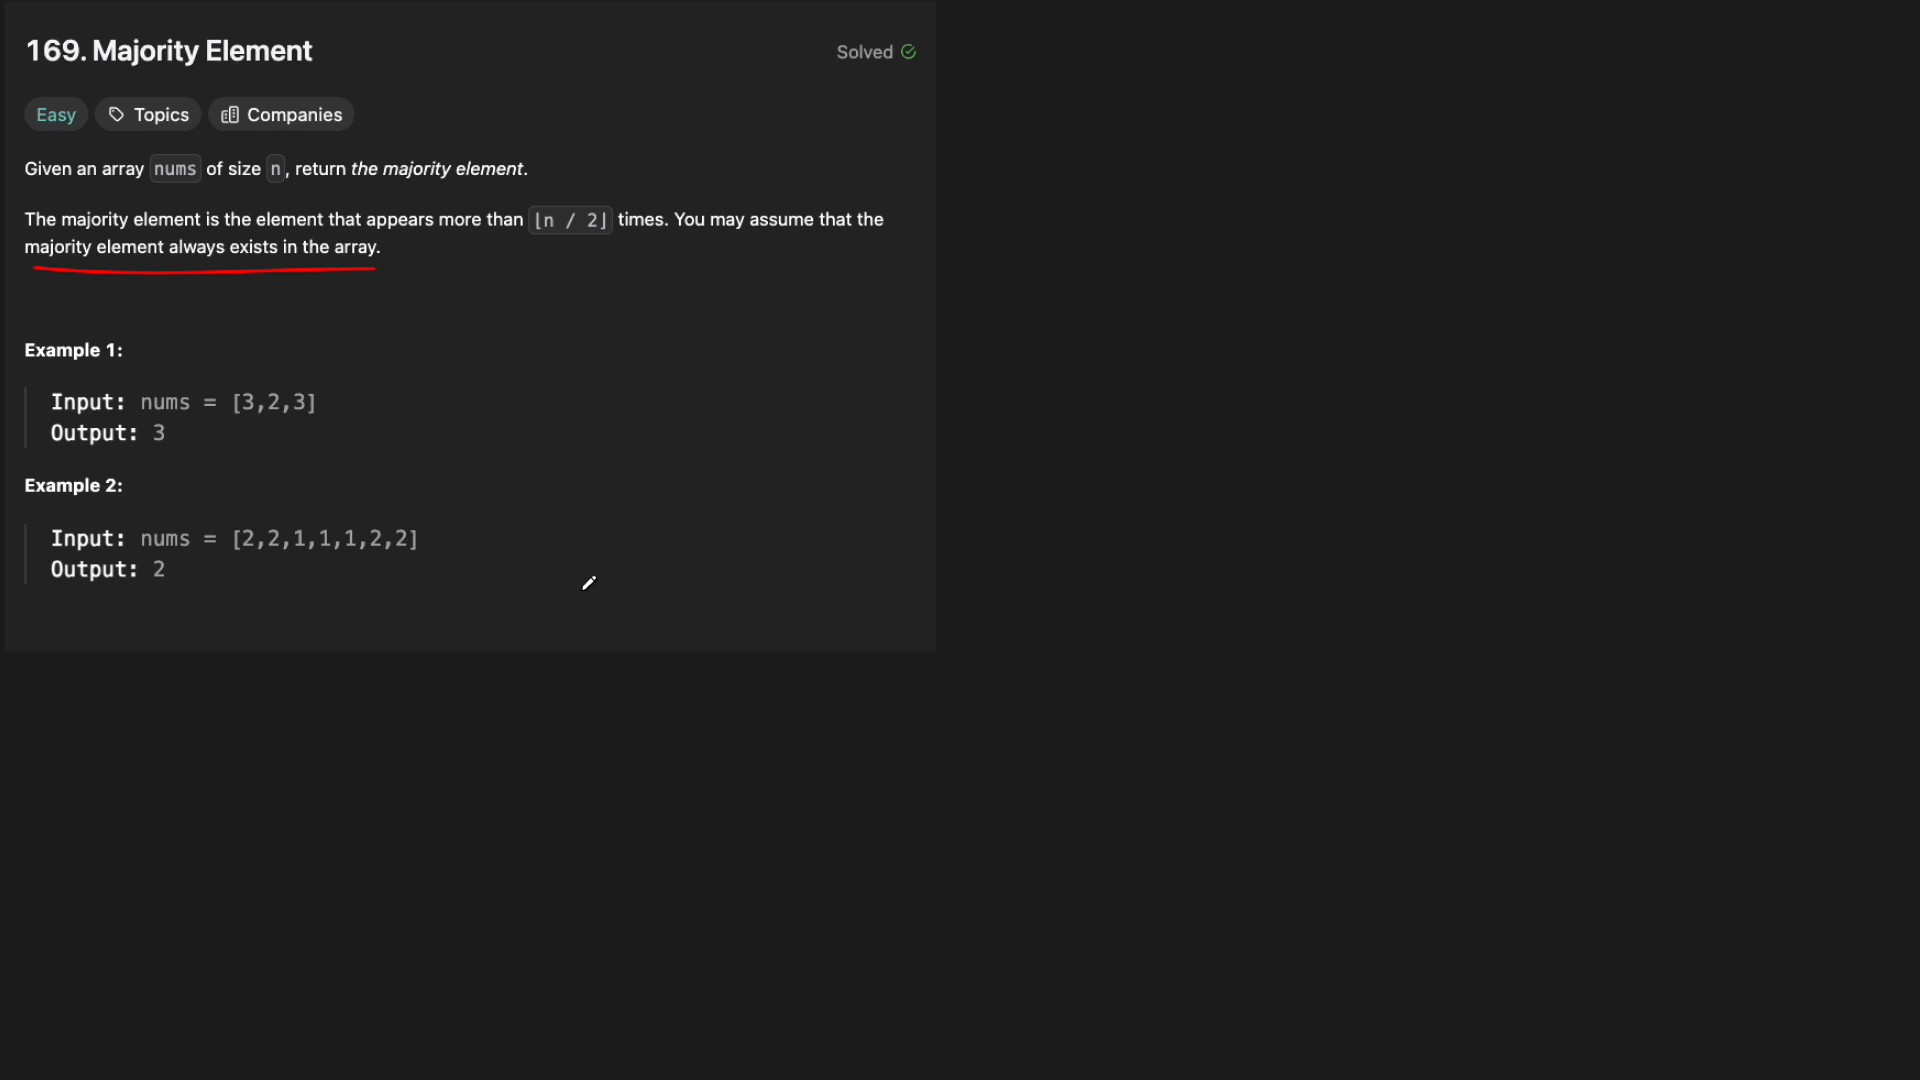 169. Majority Element
Solved
Easy Topics Companies
Given an array nums of size n, return the majority element.
The majority element is the element that appears more than ⌊n / 2⌋ times. You may assume that the
majority element always exists in the array.
Example 1:
Input: nums = [3,2,3]
Output: 3
Example 2:
Input: nums = [2,2,1,1,1,2,2]
Output: 2